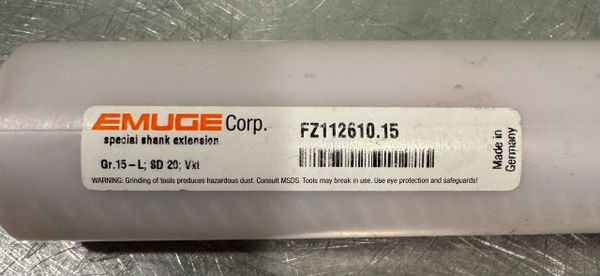 EMUGE Corp. FZ112610.15
special shank extension
Gr.15-L; SD 20; Vkt
Made in
Germany
WARNING: Grinding of tools produces hazardous dust. Consult MSDS. Tools may break in use. Use eye protection and safeguards!